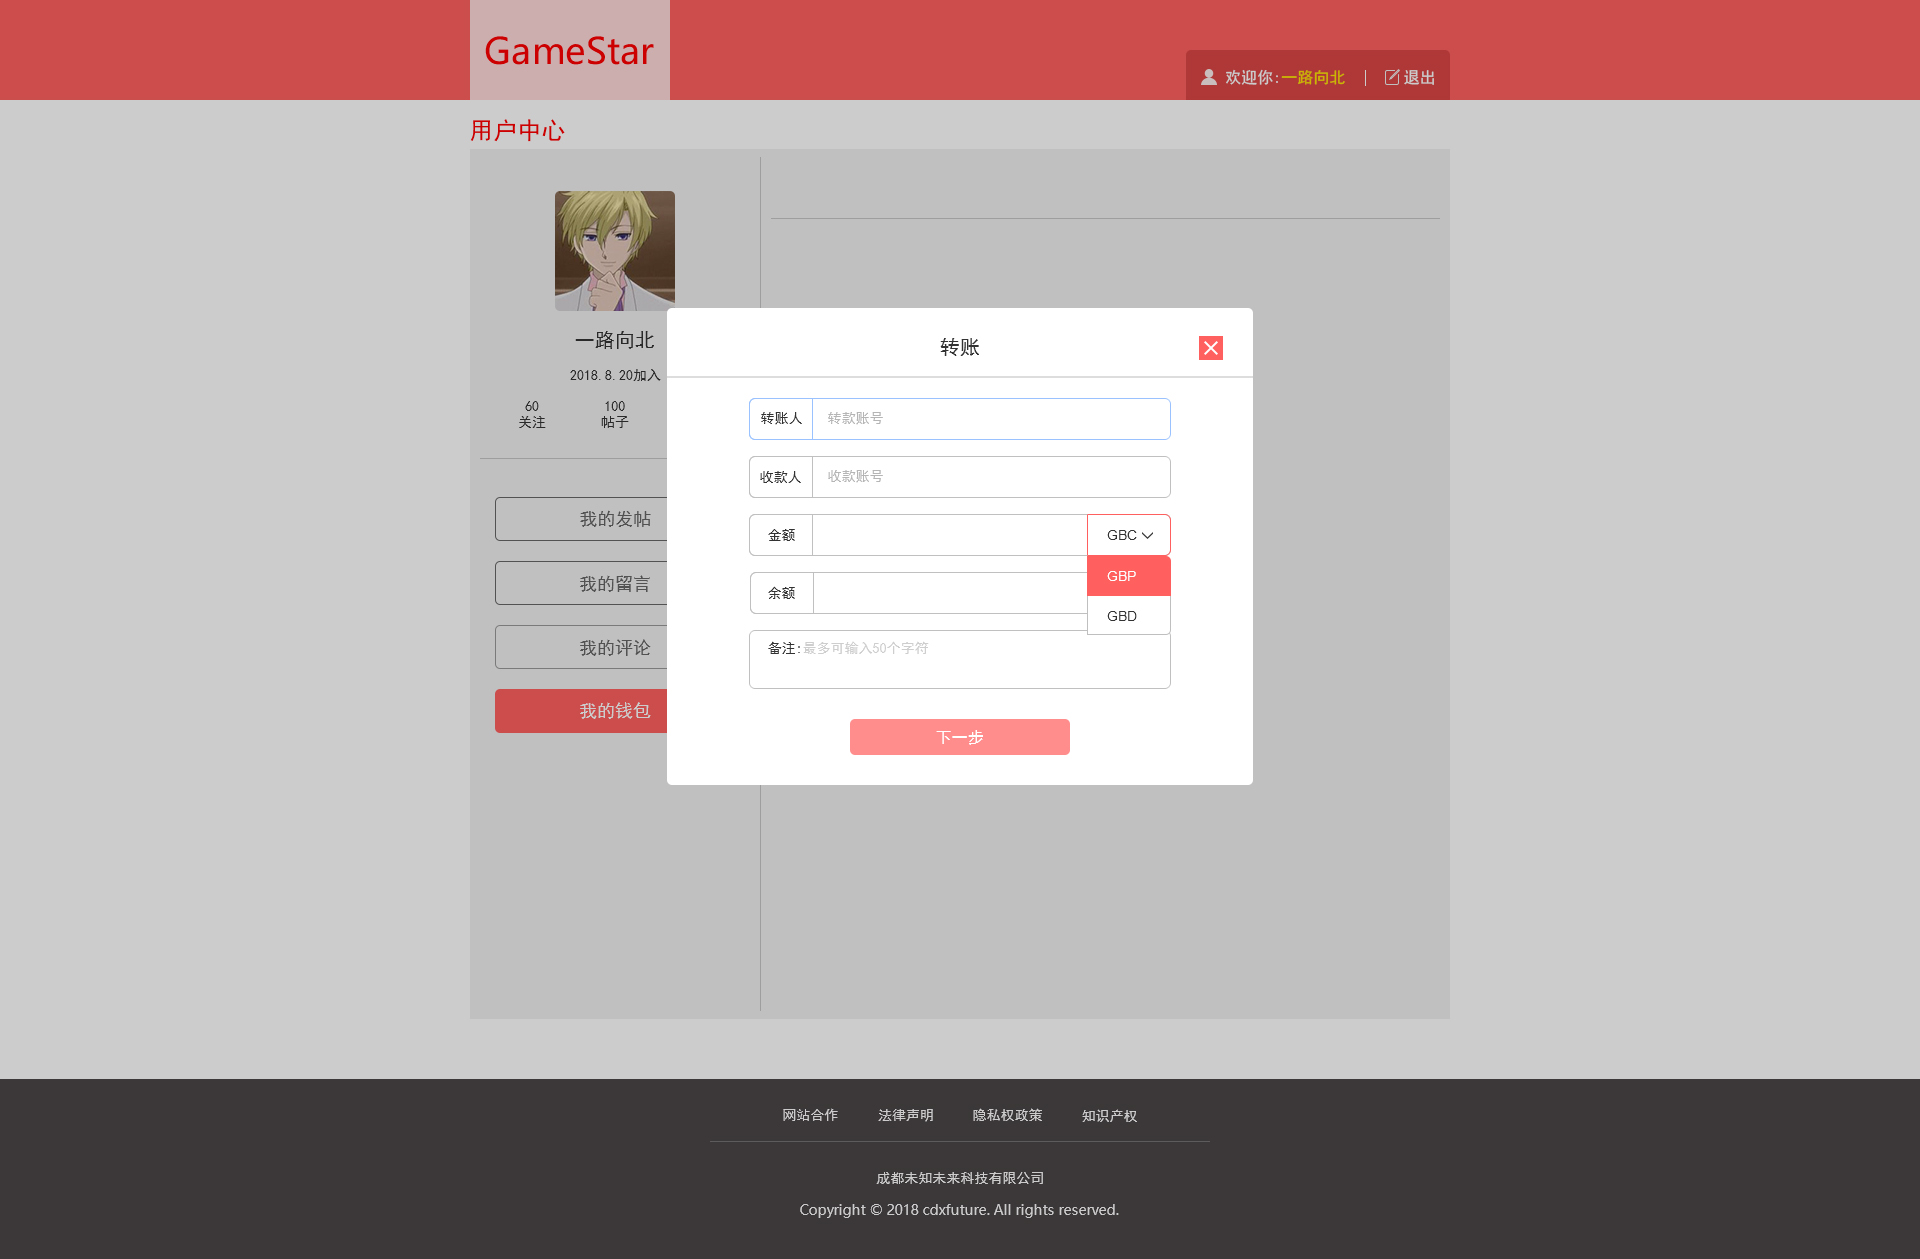 GameStar
欢迎你:一路向北 | 退出
用户中心
一路向北
2018.8.20加入
60 100
关注 帖子
我的发帖
我的留言
我的评论
我的钱包
转账
转账人 转款账号
收款人 收款账号
金额 GBC
GBP
余额
GBD
备注:最多可输入50个字符
下一步
网站合作 法律声明 隐私权政策 知识产权
成都未知未来科技有限公司
Copyright © 2018 cdxfuture. All rights reserved.